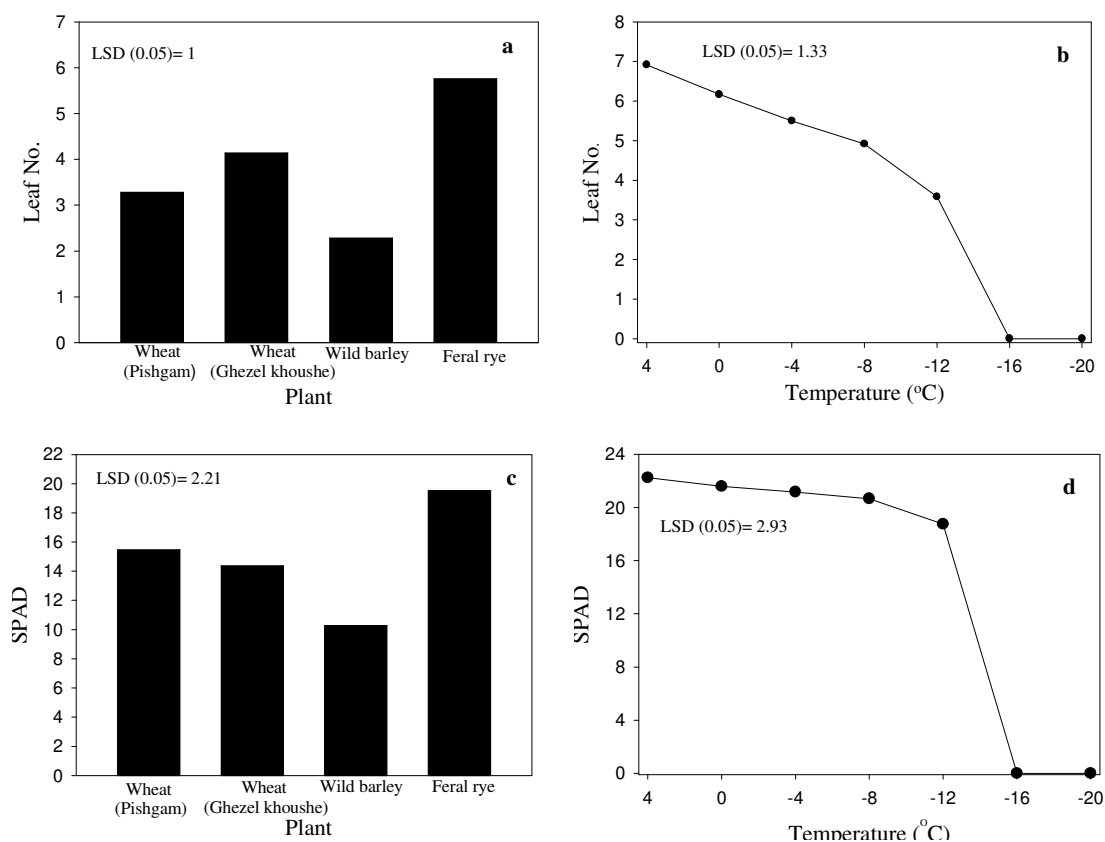 7
6
5
4
3
2
1
0
Leaf No.
LSD (0.05)= 1
a
Wheat
(Pishgam)
Wheat
(Ghezel khoushe)
Wild barley
Feral rye
Plant
8
7
6
5
4
3
2
1
0
Leaf No.
LSD (0.05)= 1.33
b
4 0 -4 -8 -12 -16 -20
Temperature (°C)
22
20
18
16
14
12
10
8
6
4
2
0
SPAD
LSD (0.05)= 2.21
c
Wheat
(Pishgam)
Wheat
(Ghezel khoushe)
Wild barley
Feral rye
Plant
24
20
16
12
8
4
0
SPAD
LSD (0.05)= 2.93
d
4 0 -4 -8 -12 -16 -20
Temperature (°C)